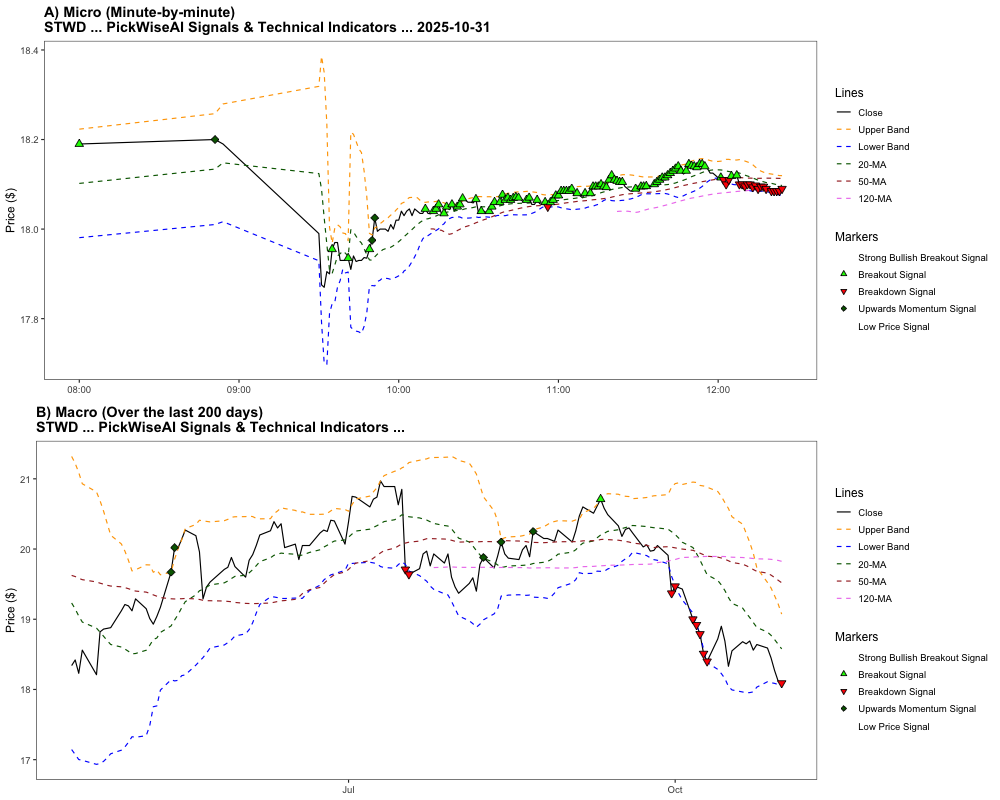 A) Micro (Minute-by-minute)
STWD ... PickWiseAI Signals & Technical Indicators ... 2025-10-31
18.4
18.2
18.0
17.8
Price ($)
08:00
09:00
10:00
11:00
12:00
Lines
Close
Upper Band
Lower Band
20-MA
50-MA
120-MA
Markers
Strong Bullish Breakout Signal
Breakout Signal
Breakdown Signal
Upwards Momentum Signal
Low Price Signal
B) Macro (Over the last 200 days)
STWD ... PickWiseAI Signals & Technical Indicators ...
21
20
19
18
17
Price ($)
Jul
Oct
Lines
Close
Upper Band
Lower Band
20-MA
50-MA
120-MA
Markers
Strong Bullish Breakout Signal
Breakout Signal
Breakdown Signal
Upwards Momentum Signal
Low Price Signal